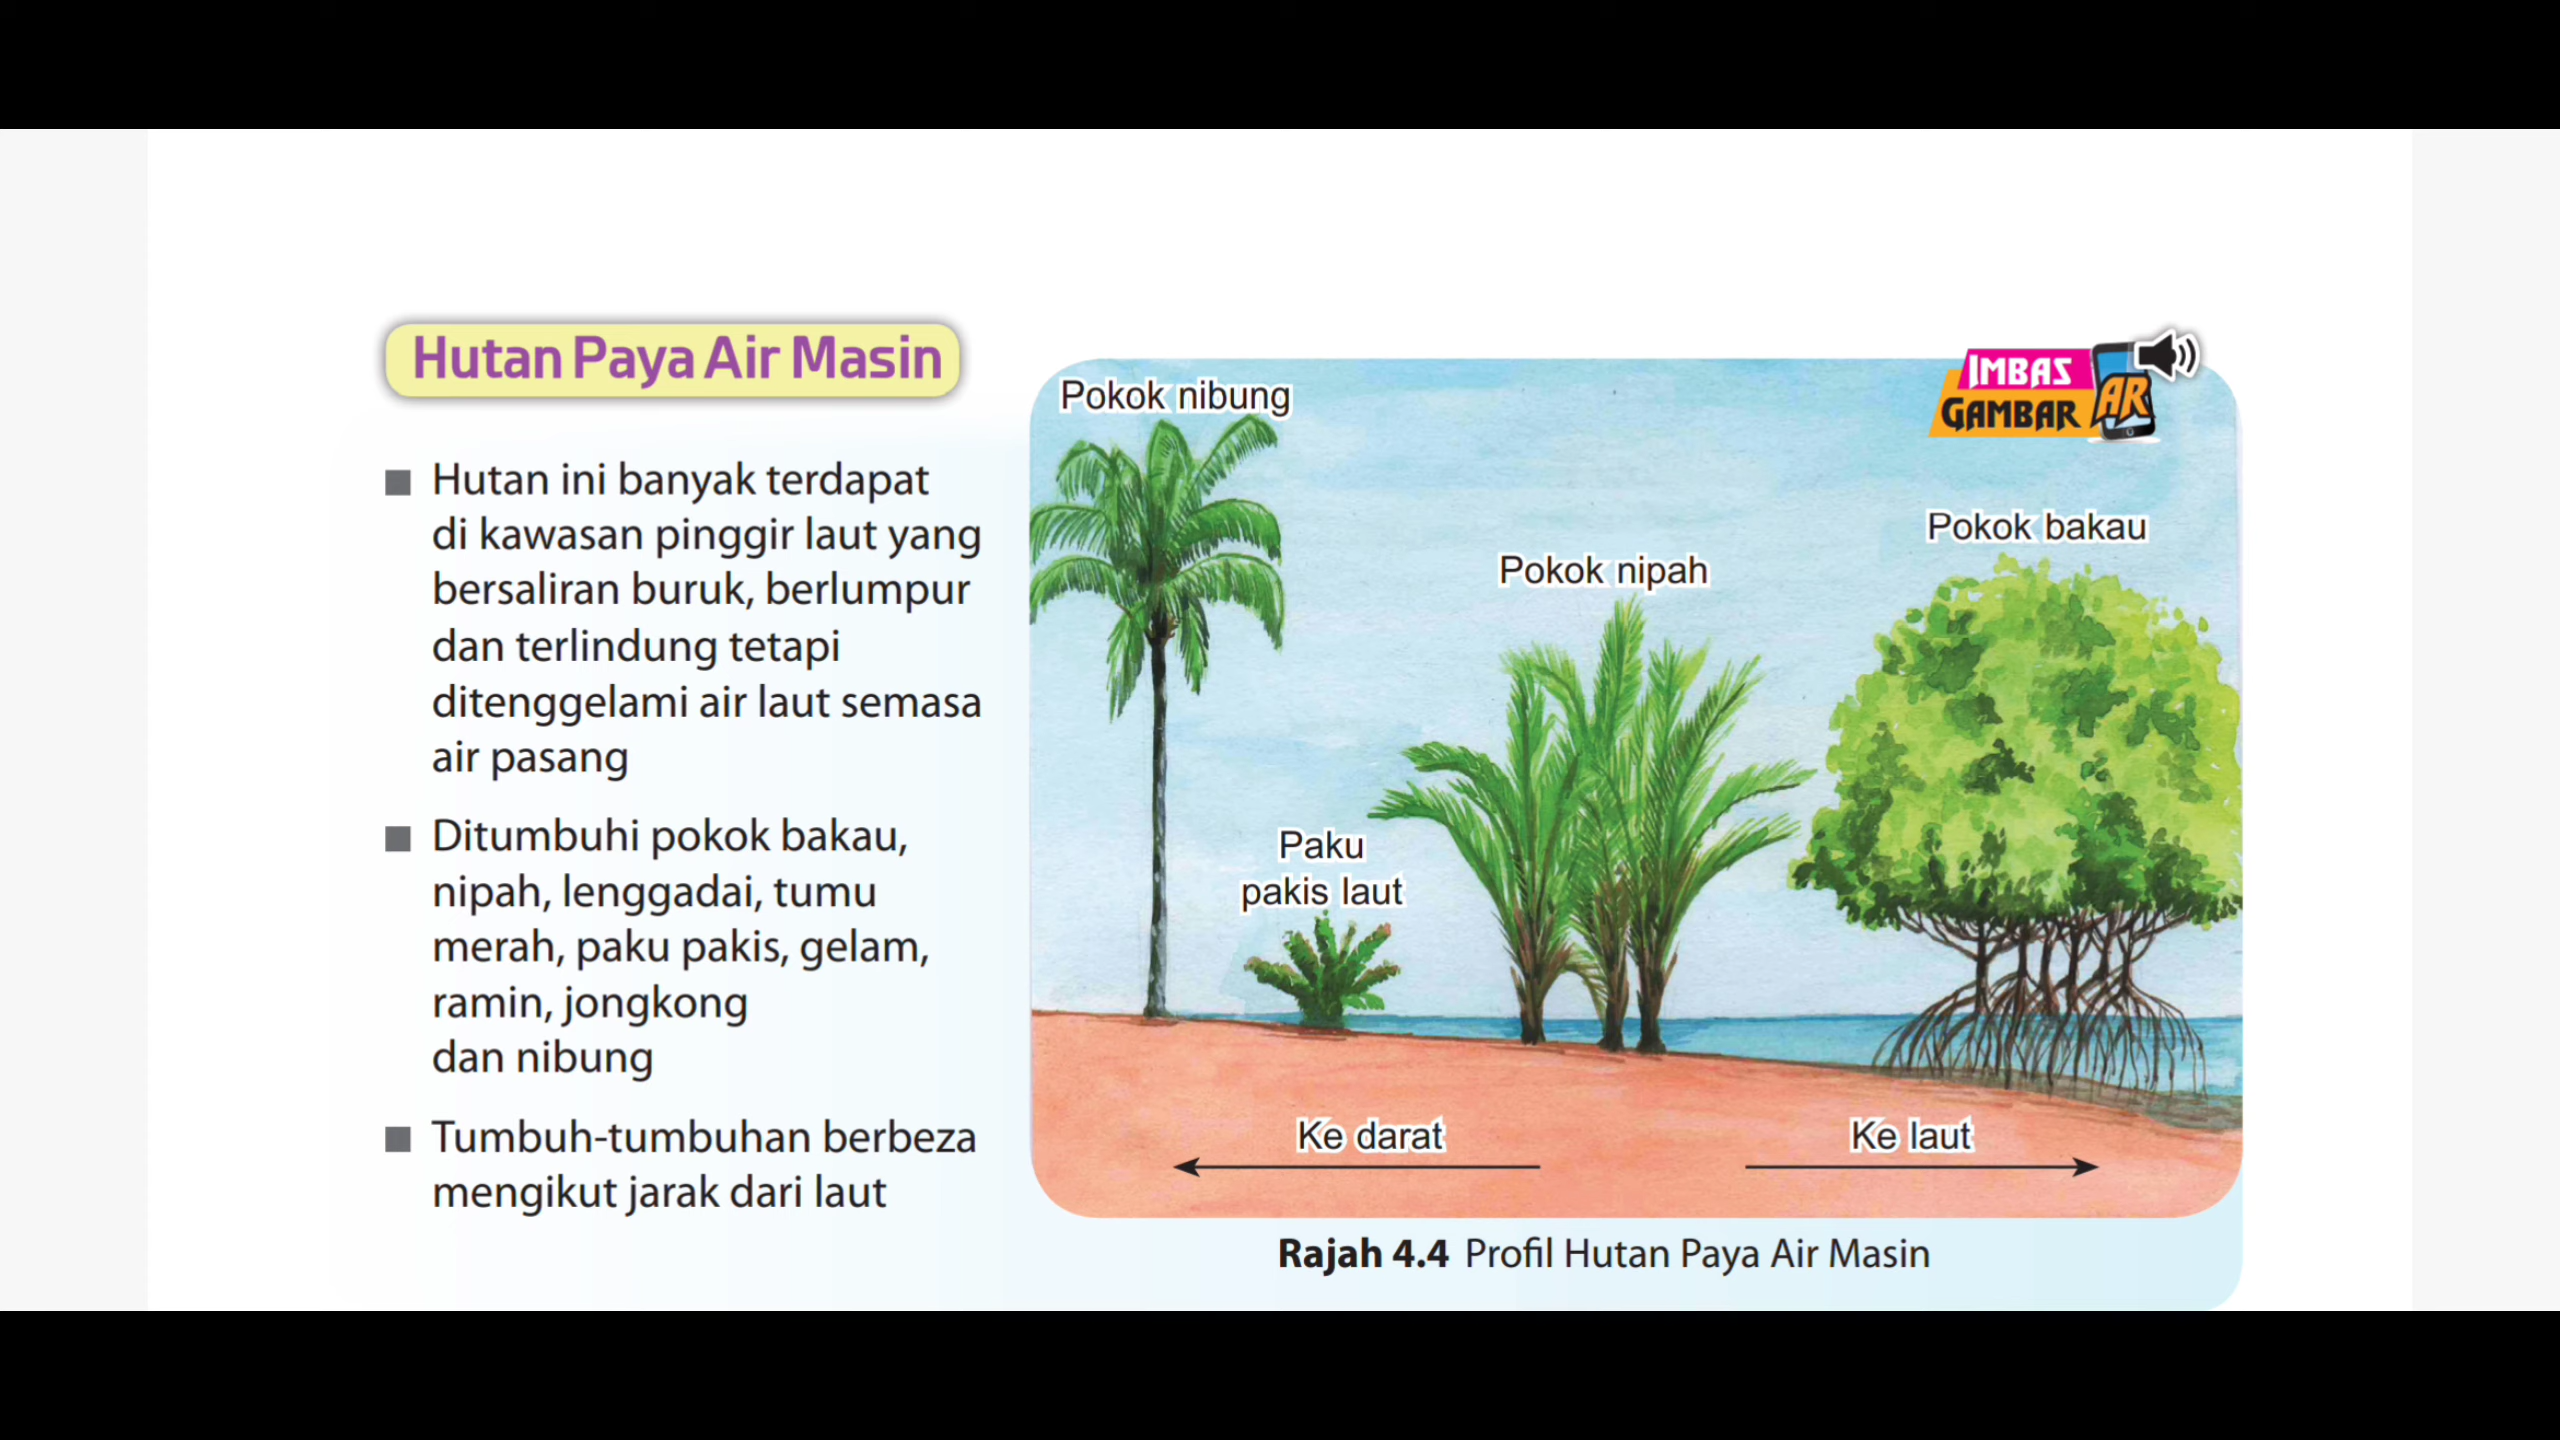 Hutan Paya Air Masin
Hutan ini banyak terdapat
di kawasan pinggir laut yang
bersaliran buruk, berlumpur
dan terlindung tetapi
ditenggelami air laut semasa
air pasang
Ditumbuhi pokok bakau,
nipah, lenggadai, tumu
merah, paku pakis, gelam,
ramin, jongkong
dan nibung
Tumbuh-tumbuhan berbeza
mengikut jarak dari laut
IMBAS
GAMBAR AR
Pokok nibung
Pokok bakau
Pokok nipah
Paku
pakis laut
Ke darat
Ke laut
Rajah 4.4 Profil Hutan Paya Air Masin